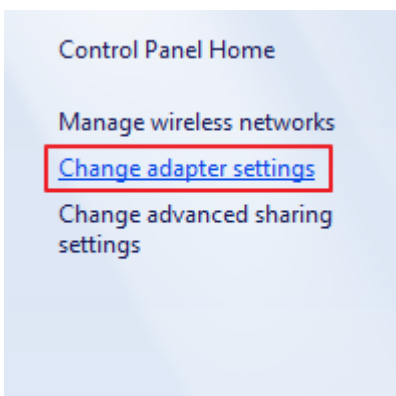 Control Panel Home
Manage wireless networks
Change adapter settings
Change advanced sharing
settings